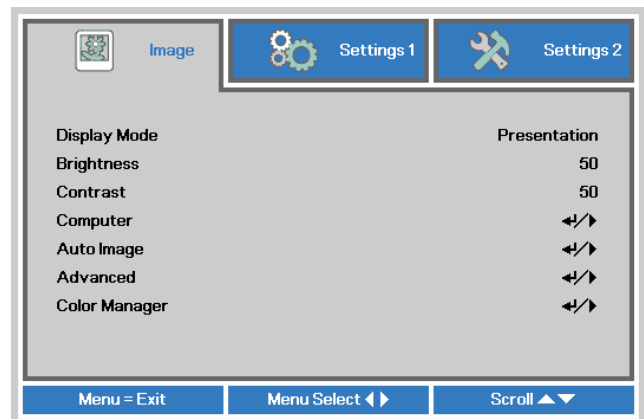 Image Settings 1 Settings 2
Display Mode Presentation
Brightness 50
Contrast 50
Computer ↵/▶
Auto Image ↵/▶
Advanced ↵/▶
Color Manager ↵/▶
Menu = Exit Menu Select ◀▶ Scroll ▲▼